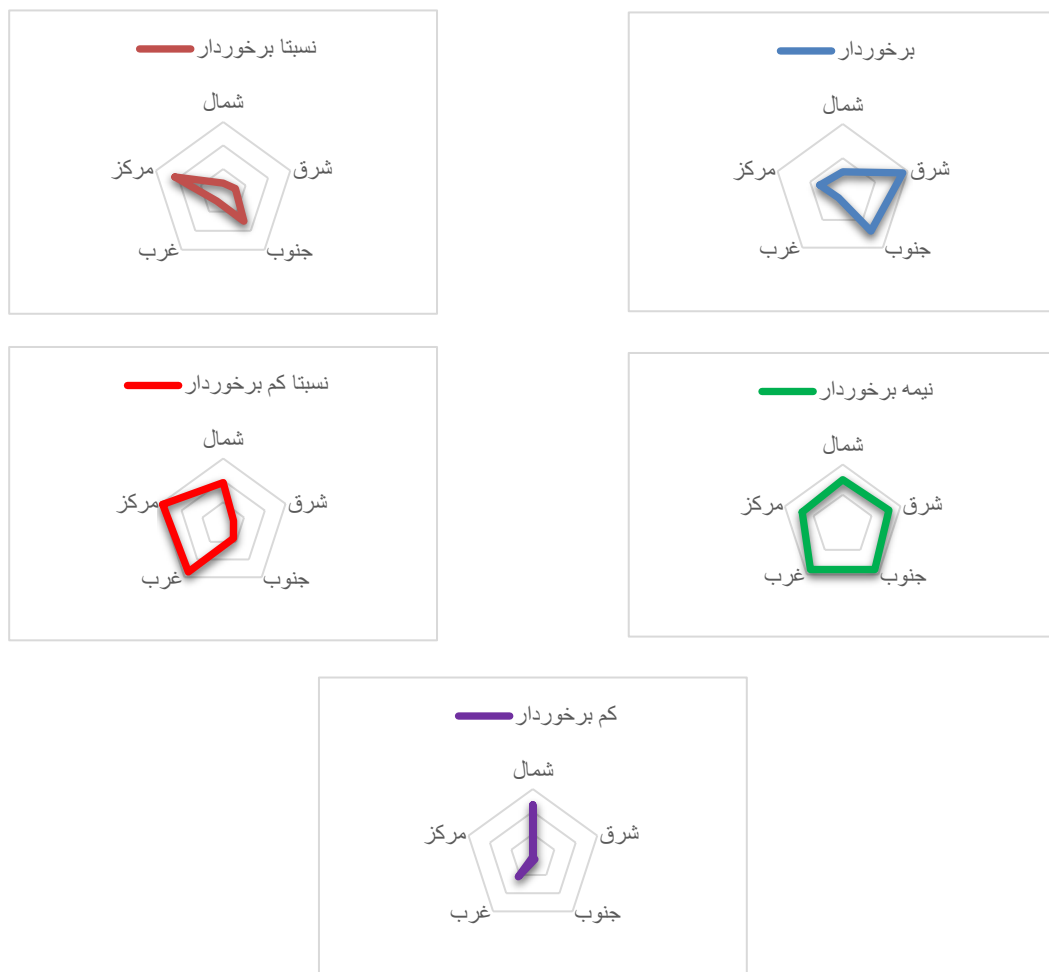 برخوردار
شمال
شرق
جنوب
غرب
مرکز
نسبتا برخوردار
شمال
شرق
جنوب
غرب
مرکز
نیمه برخوردار
شمال
شرق
جنوب
غرب
مرکز
نسبتا کم برخوردار
شمال
شرق
جنوب
غرب
مرکز
کم برخوردار
شمال
شرق
جنوب
غرب
مرکز